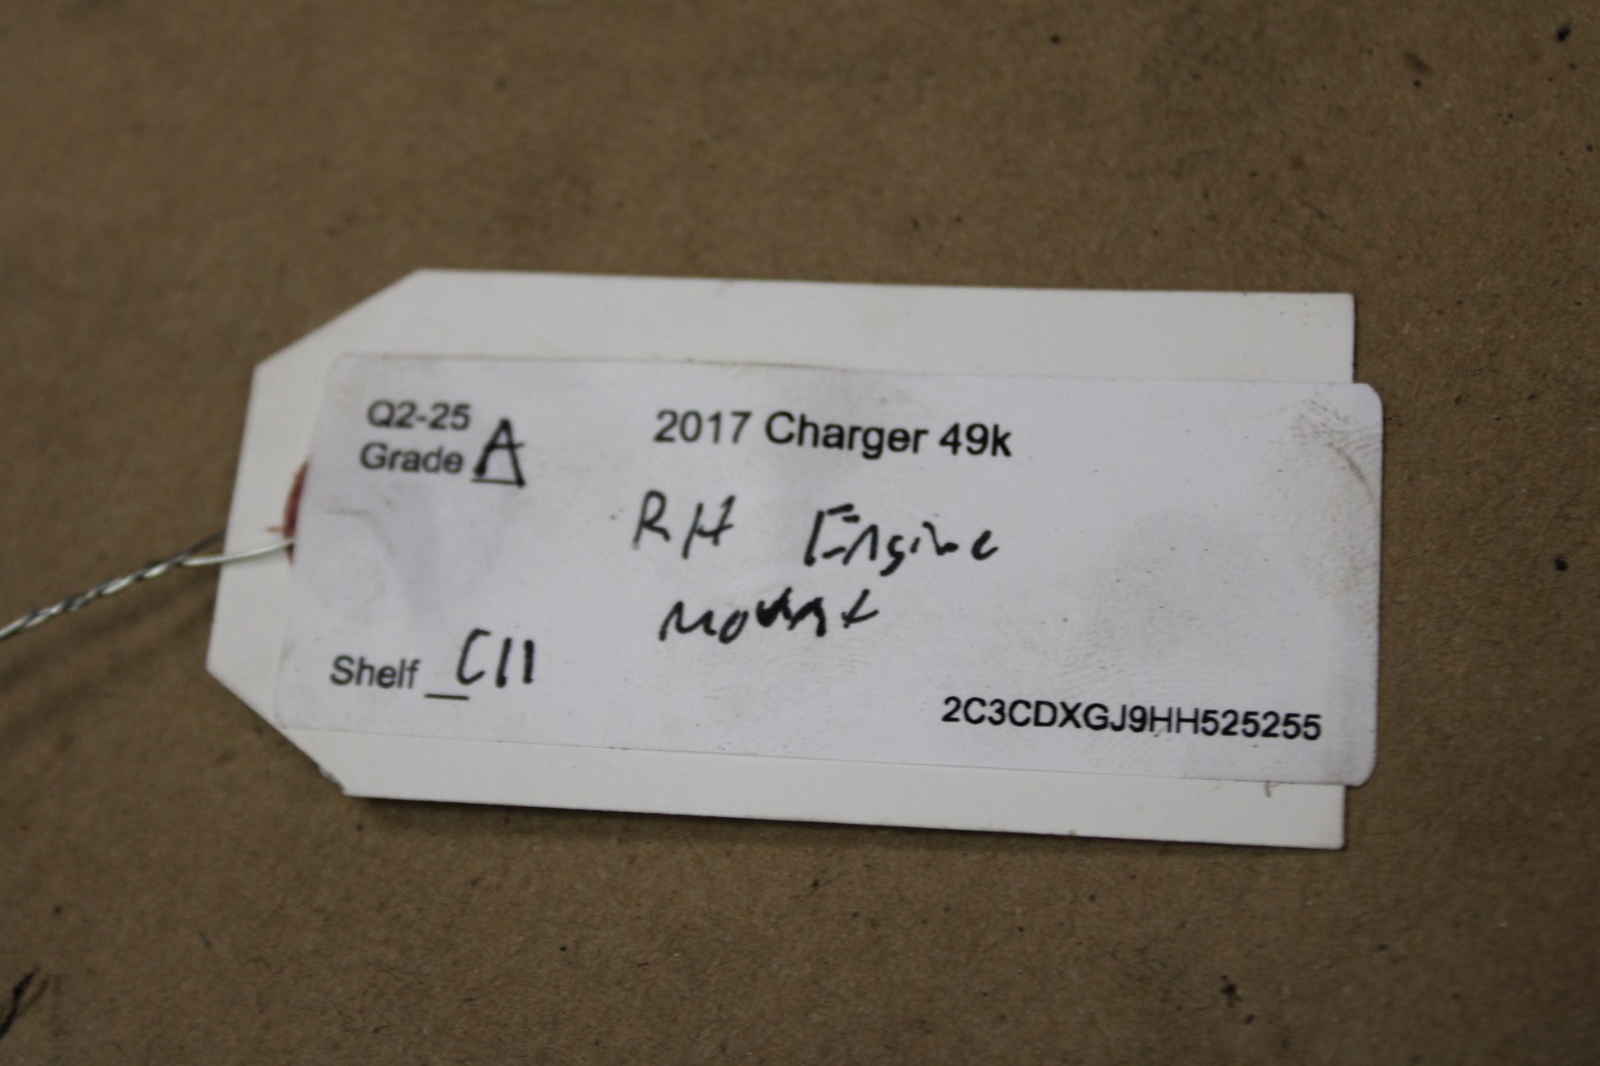 Q2-25
Grade A
2017 Charger 49k
RH Engine
Mount
Shelf C11
2C3CDXGJ9HH525255